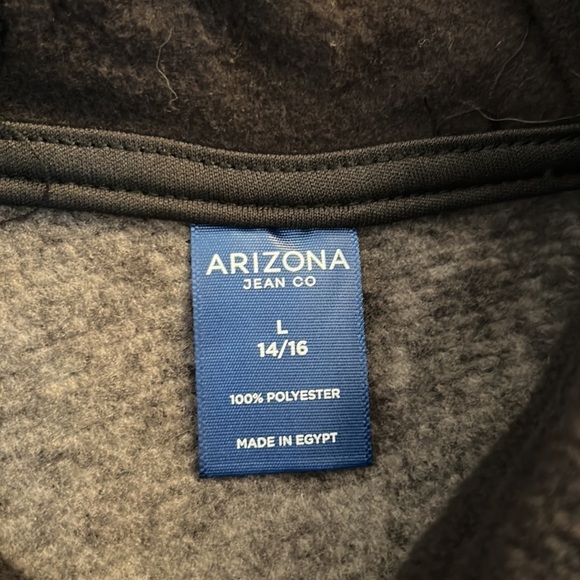 ARIZONA
JEAN CO
L
14/16
100% POLYESTER
MADE IN EGYPT